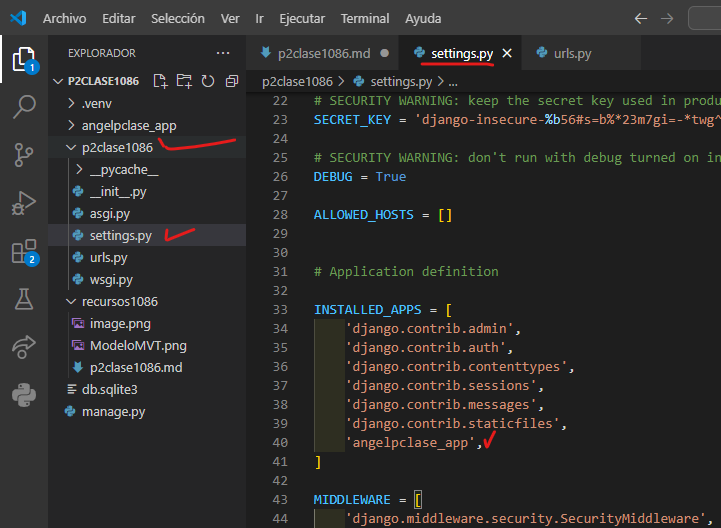 Archivo Editar Selección Ver Ir Ejecutar Terminal Ayuda
EXPLORADOR ...
p2clase1086.md settings.py urls.py
P2CLASE1086
p2clase1086 > settings.py > ...
.venv
angelpclase_app
p2clase1086
__pycache__
__init__.py
asgi.py
settings.py
urls.py
wsgi.py
recursos1086
image.png
ModeloMVT.png
p2clase1086.md
db.sqlite3
manage.py
1
2
22 # SECURITY WARNING: keep the secret key used in produ
23 SECRET_KEY = 'django-insecure-%b56#s=b%*23m7gi=-*twg^
24
25 # SECURITY WARNING: don't run with debug turned on in
26 DEBUG = True
27
28 ALLOWED_HOSTS = []
29
30
31 # Application definition
32
33 INSTALLED_APPS = [
34 'django.contrib.admin',
35 'django.contrib.auth',
36 'django.contrib.contenttypes',
37 'django.contrib.sessions',
38 'django.contrib.messages',
39 'django.contrib.staticfiles',
40 'angelpclase_app',
41 ]
42
43 MIDDLEWARE = [
44 'django.middleware.security.SecurityMiddleware',